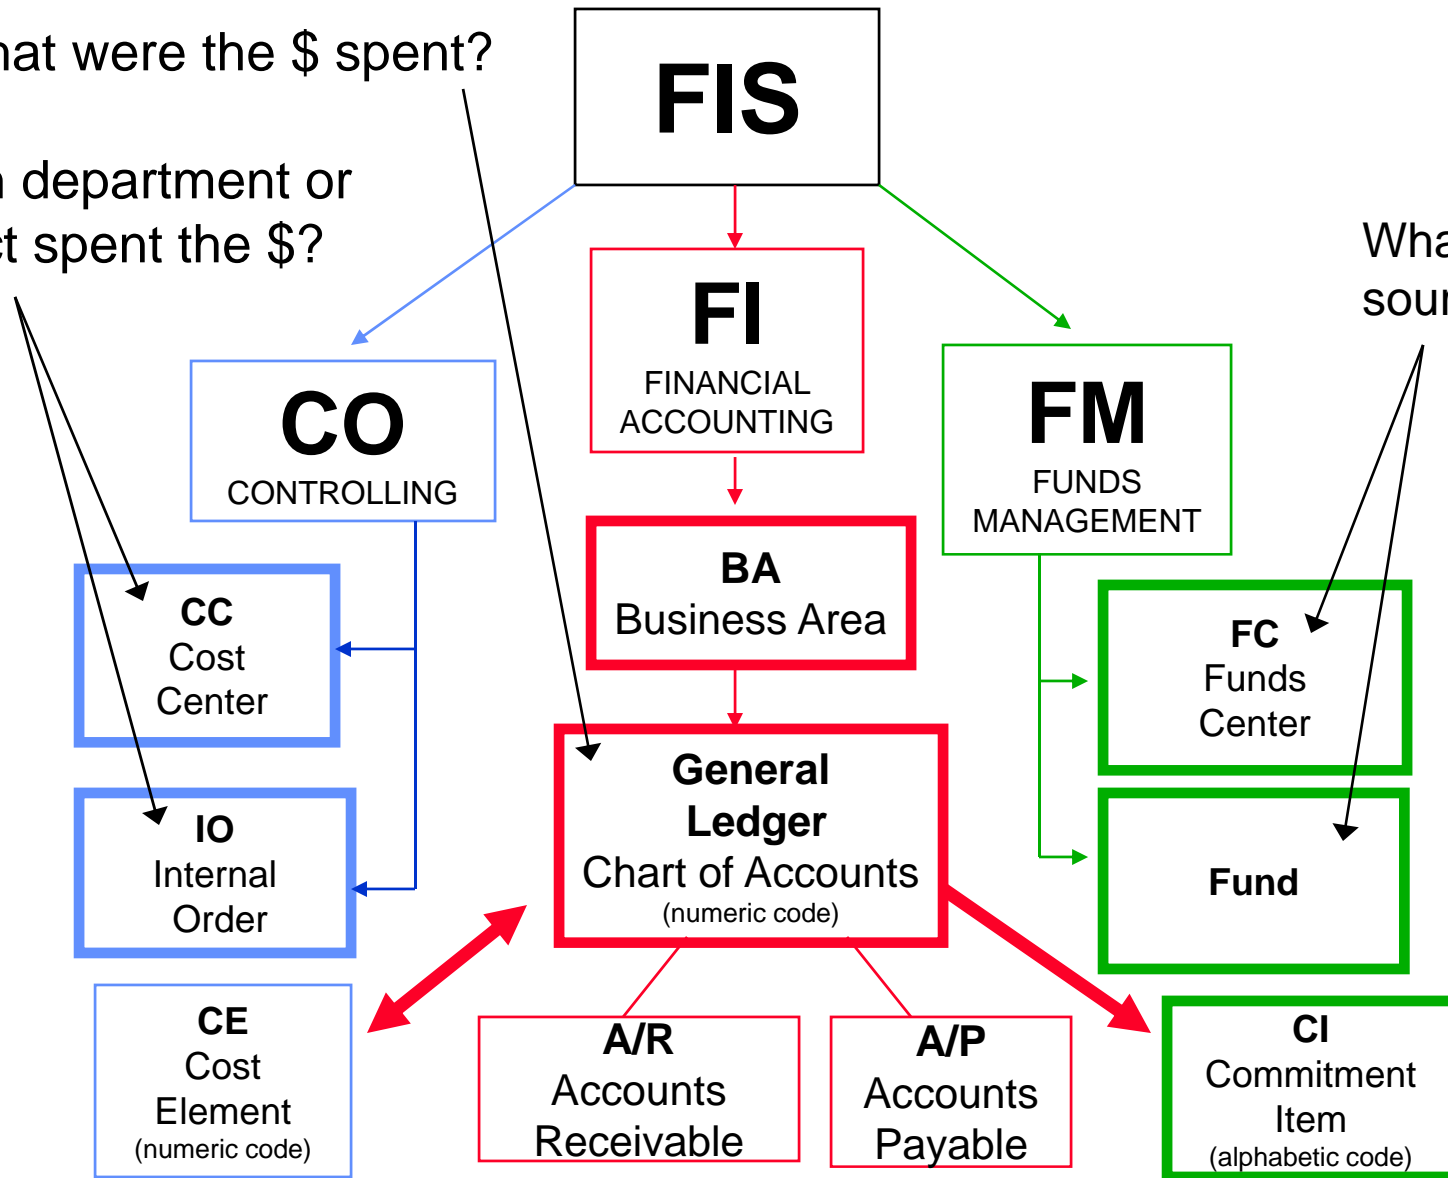 hat were the $ spent?
FIS
department or
ct spent the $?
Wha
sour
FI
FINANCIAL
ACCOUNTING
CO
CONTROLLING
FM
FUNDS
MANAGEMENT
BA
Business Area
CC
Cost
Center
FC
Funds
Center
General
Ledger
Chart of Accounts
(numeric code)
IO
Internal
Order
Fund
CE
Cost
Element
(numeric code)
A/R
Accounts
Receivable
A/P
Accounts
Payable
CI
Commitment
Item
(alphabetic code)